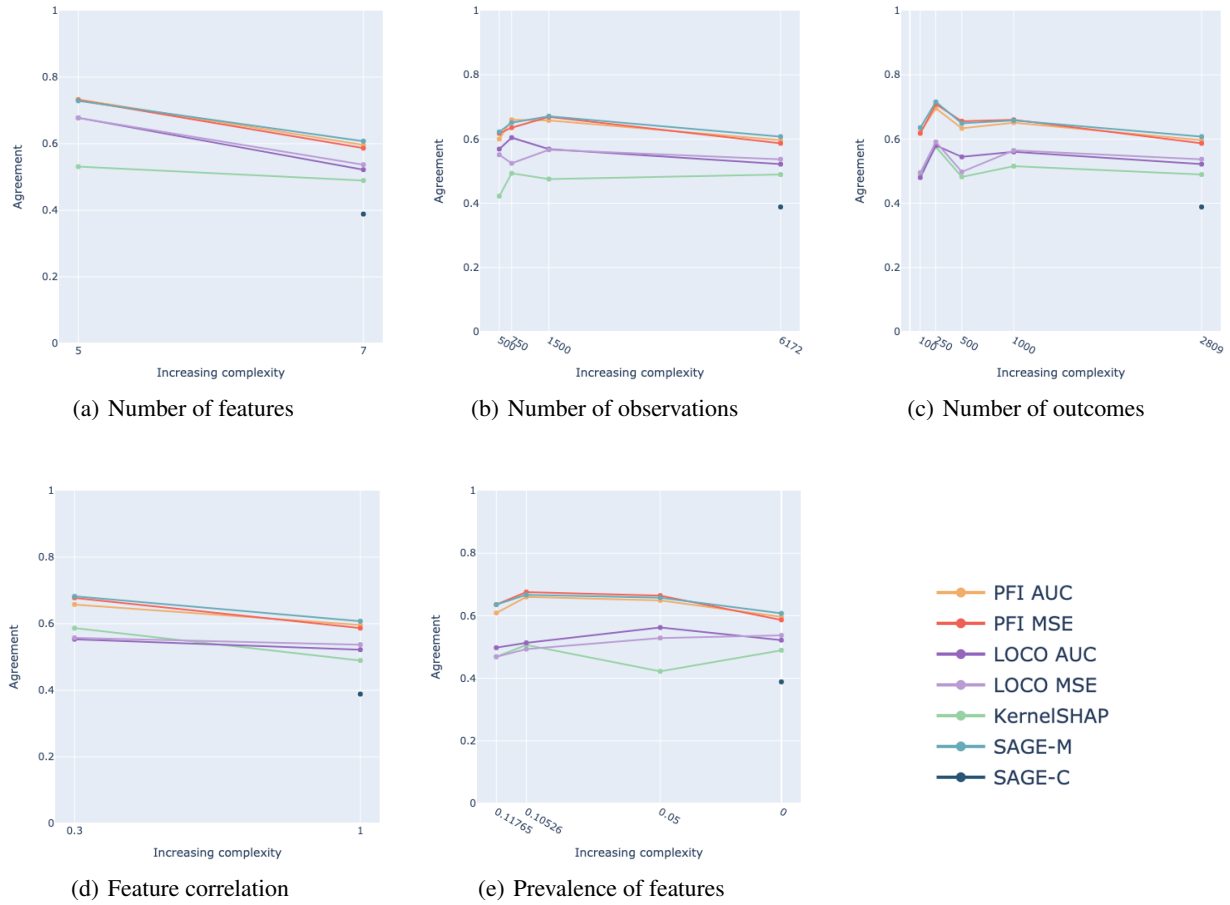 1
0.8
0.6
0.4
0.2
0
Agreement
5
7
Increasing complexity
(a) Number of features
1
0.8
0.6
0.4
0.2
0
Agreement
500
750
1500
6172
Increasing complexity
(b) Number of observations
1
0.8
0.6
0.4
0.2
0
Agreement
100
250
500
1000
2809
Increasing complexity
(c) Number of outcomes
1
0.8
0.6
0.4
0.2
0
Agreement
0.3
1
Increasing complexity
(d) Feature correlation
1
0.8
0.6
0.4
0.2
0
Agreement
0.11765
0.10526
0.05
0
Increasing complexity
(e) Prevalence of features
PFI AUC
PFI MSE
LOCO AUC
LOCO MSE
KernelSHAP
SAGE-M
SAGE-C